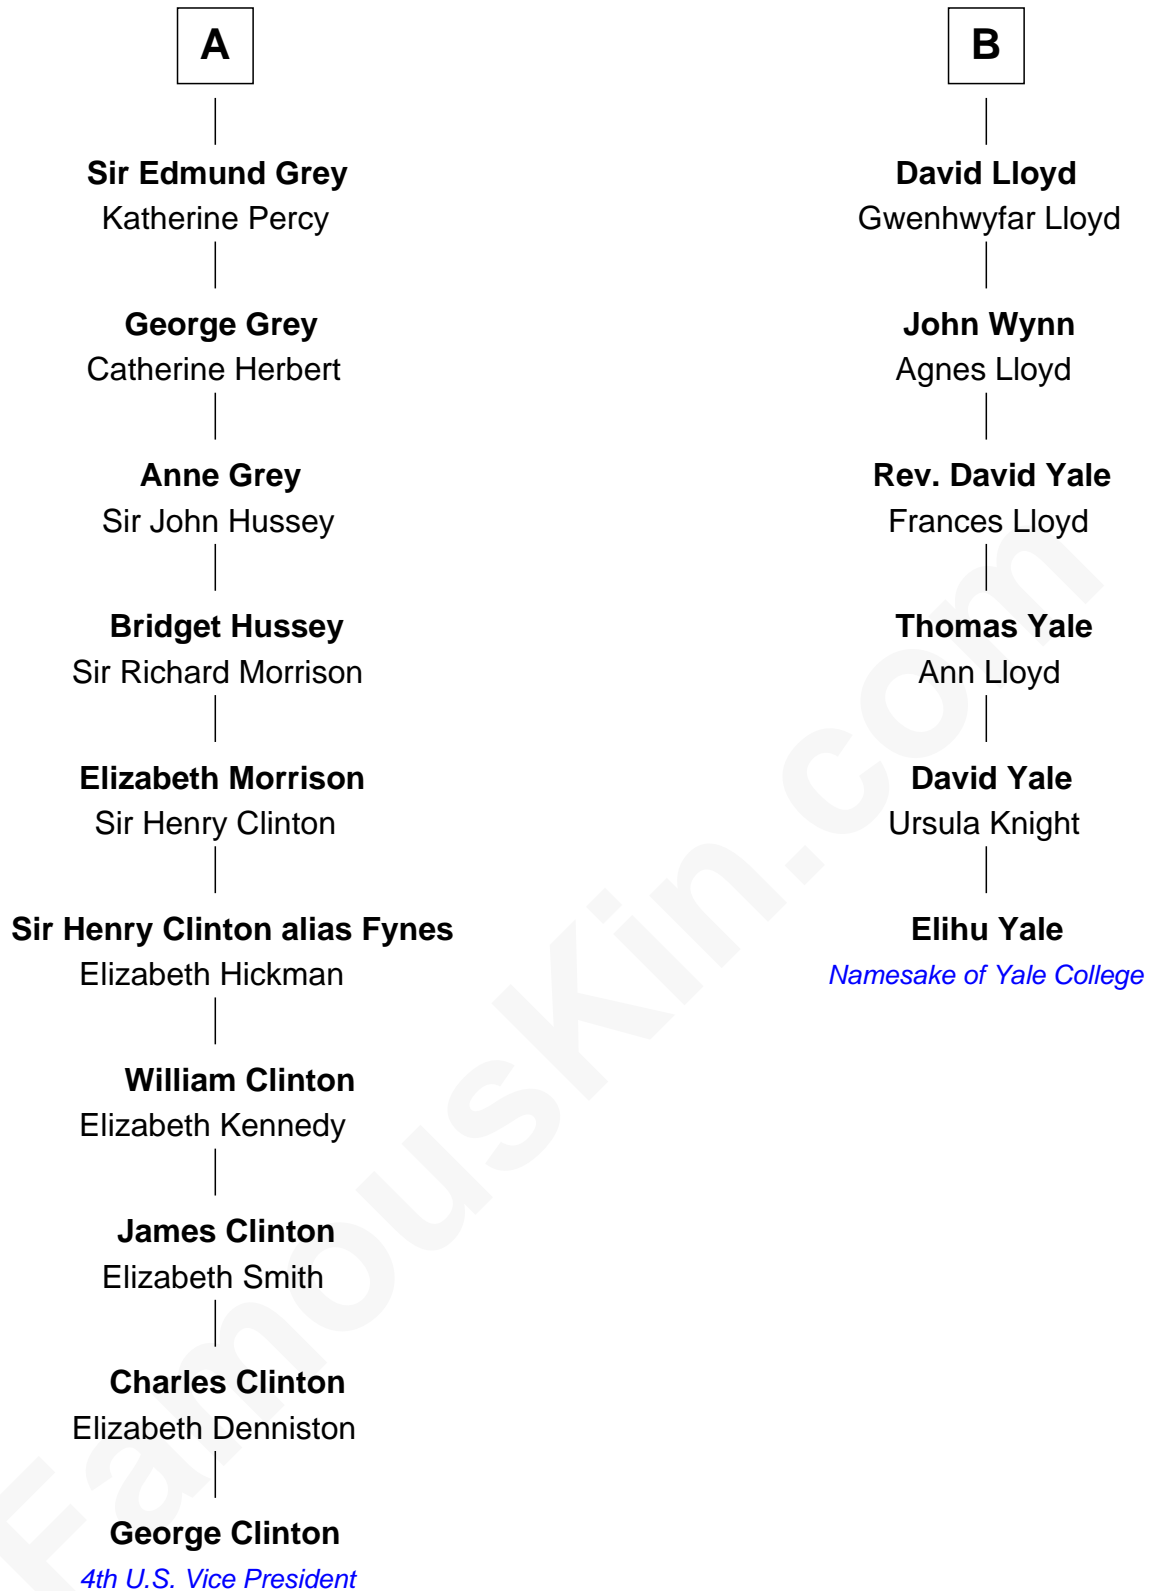 A
Sir Edmund Grey
Katherine Percy
George Grey
Catherine Herbert
Anne Grey
Sir John Hussey
Bridget Hussey
Sir Richard Morrison
Elizabeth Morrison
Sir Henry Clinton
Sir Henry Clinton alias Fynes
Elizabeth Hickman
William Clinton
Elizabeth Kennedy
James Clinton
Elizabeth Smith
Charles Clinton
Elizabeth Denniston
George Clinton
4th U.S. Vice President
B
David Lloyd
Gwenhwyfar Lloyd
John Wynn
Agnes Lloyd
Rev. David Yale
Frances Lloyd
Thomas Yale
Ann Lloyd
David Yale
Ursula Knight
Elihu Yale
Namesake of Yale College
FamousKin.com